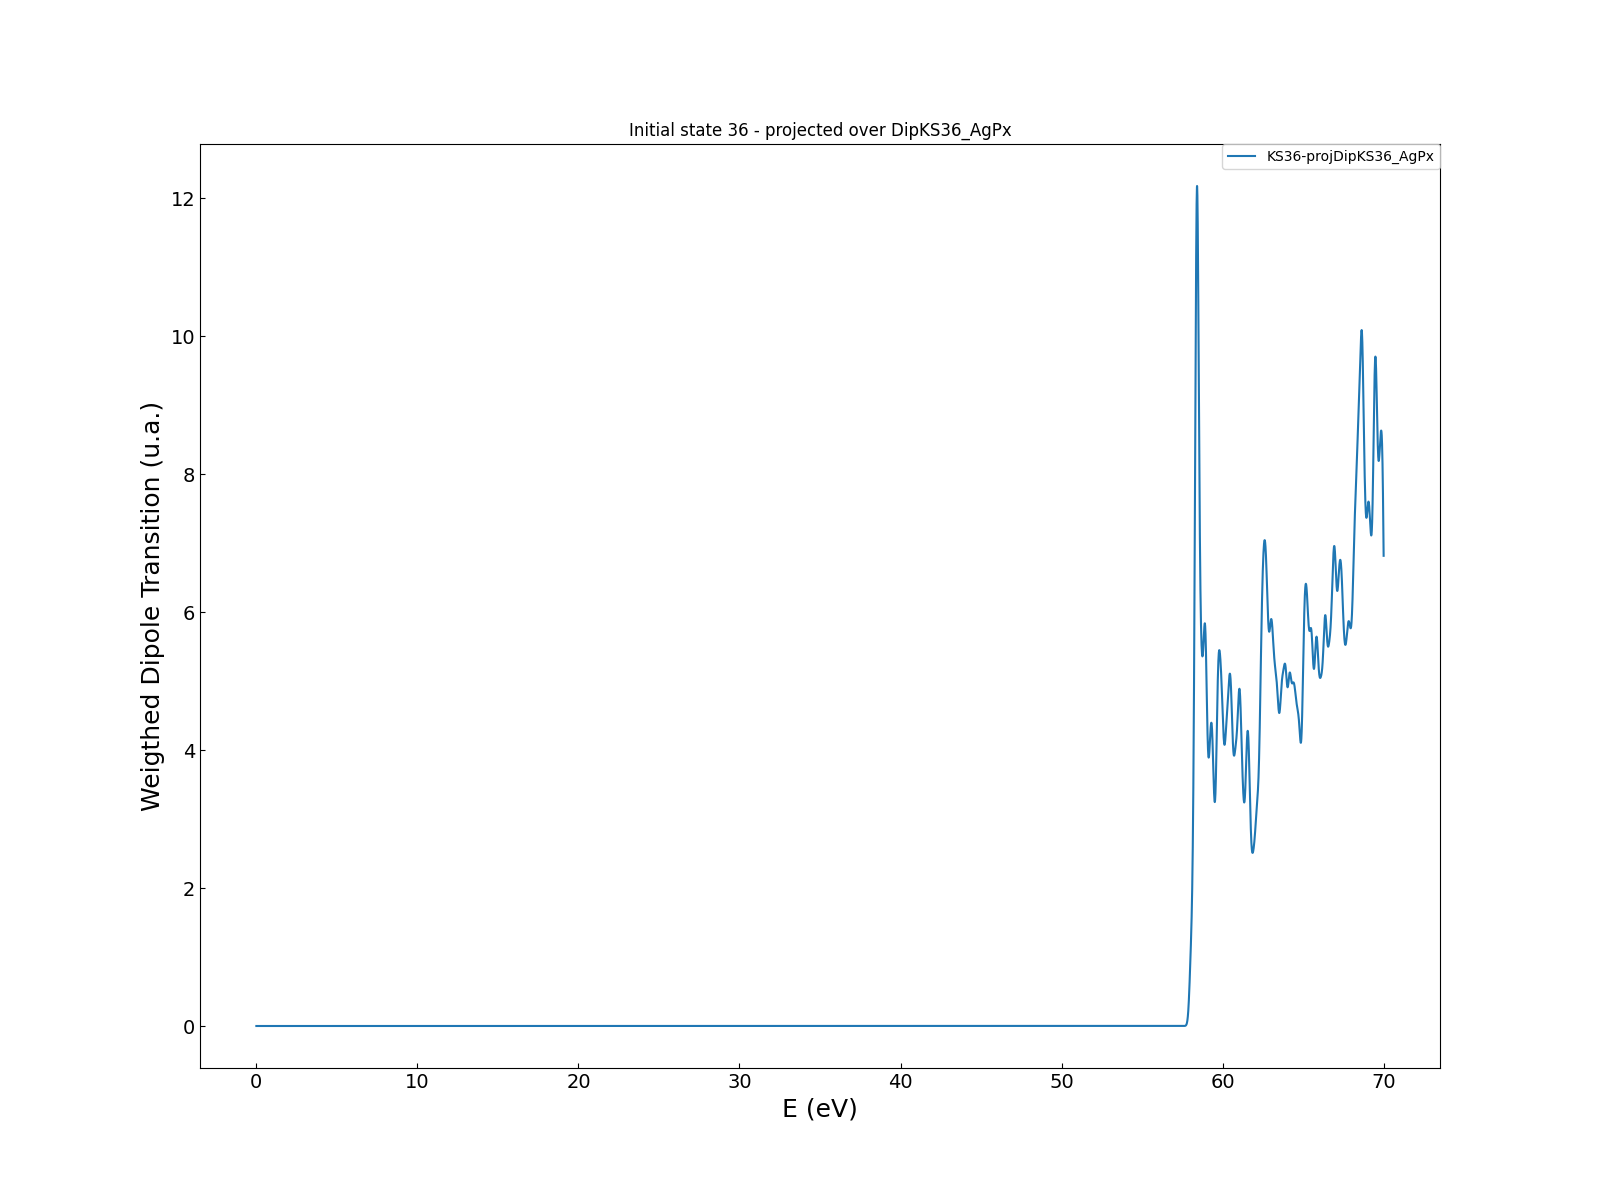 Initial state 36 - projected over DipKS36_AgPx
KS36-projDipKS36_AgPx
Weigthed Dipole Transition (u.a.)
12
10
8
6
4
2
0
0 10 20 30 40 50 60 70
E (eV)